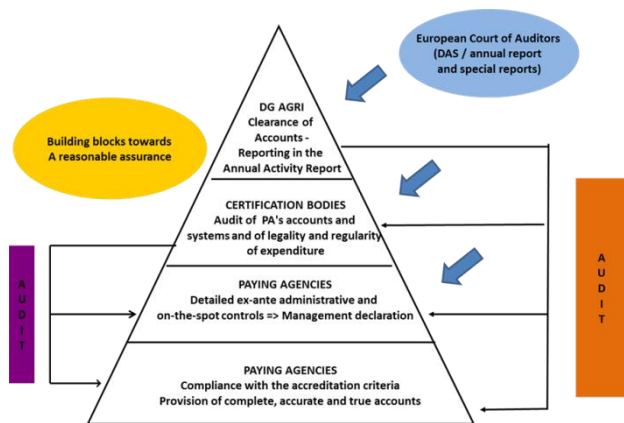 European Court of Auditors
(DAS / annual report
and special reports)
DG AGRI
Clearance of
Accounts -
Reporting in the
Annual Activity Report
Building blocks towards
A reasonable assurance
CERTIFICATION BODIES
Audit of PA's accounts and
systems and of legality and regularity
of expenditure
PAYING AGENCIES
Detailed ex-ante administrative and
on-the-spot controls => Management declaration
PAYING AGENCIES
Compliance with the accreditation criteria
Provision of complete, accurate and true accounts
AUDIT
AUDIT